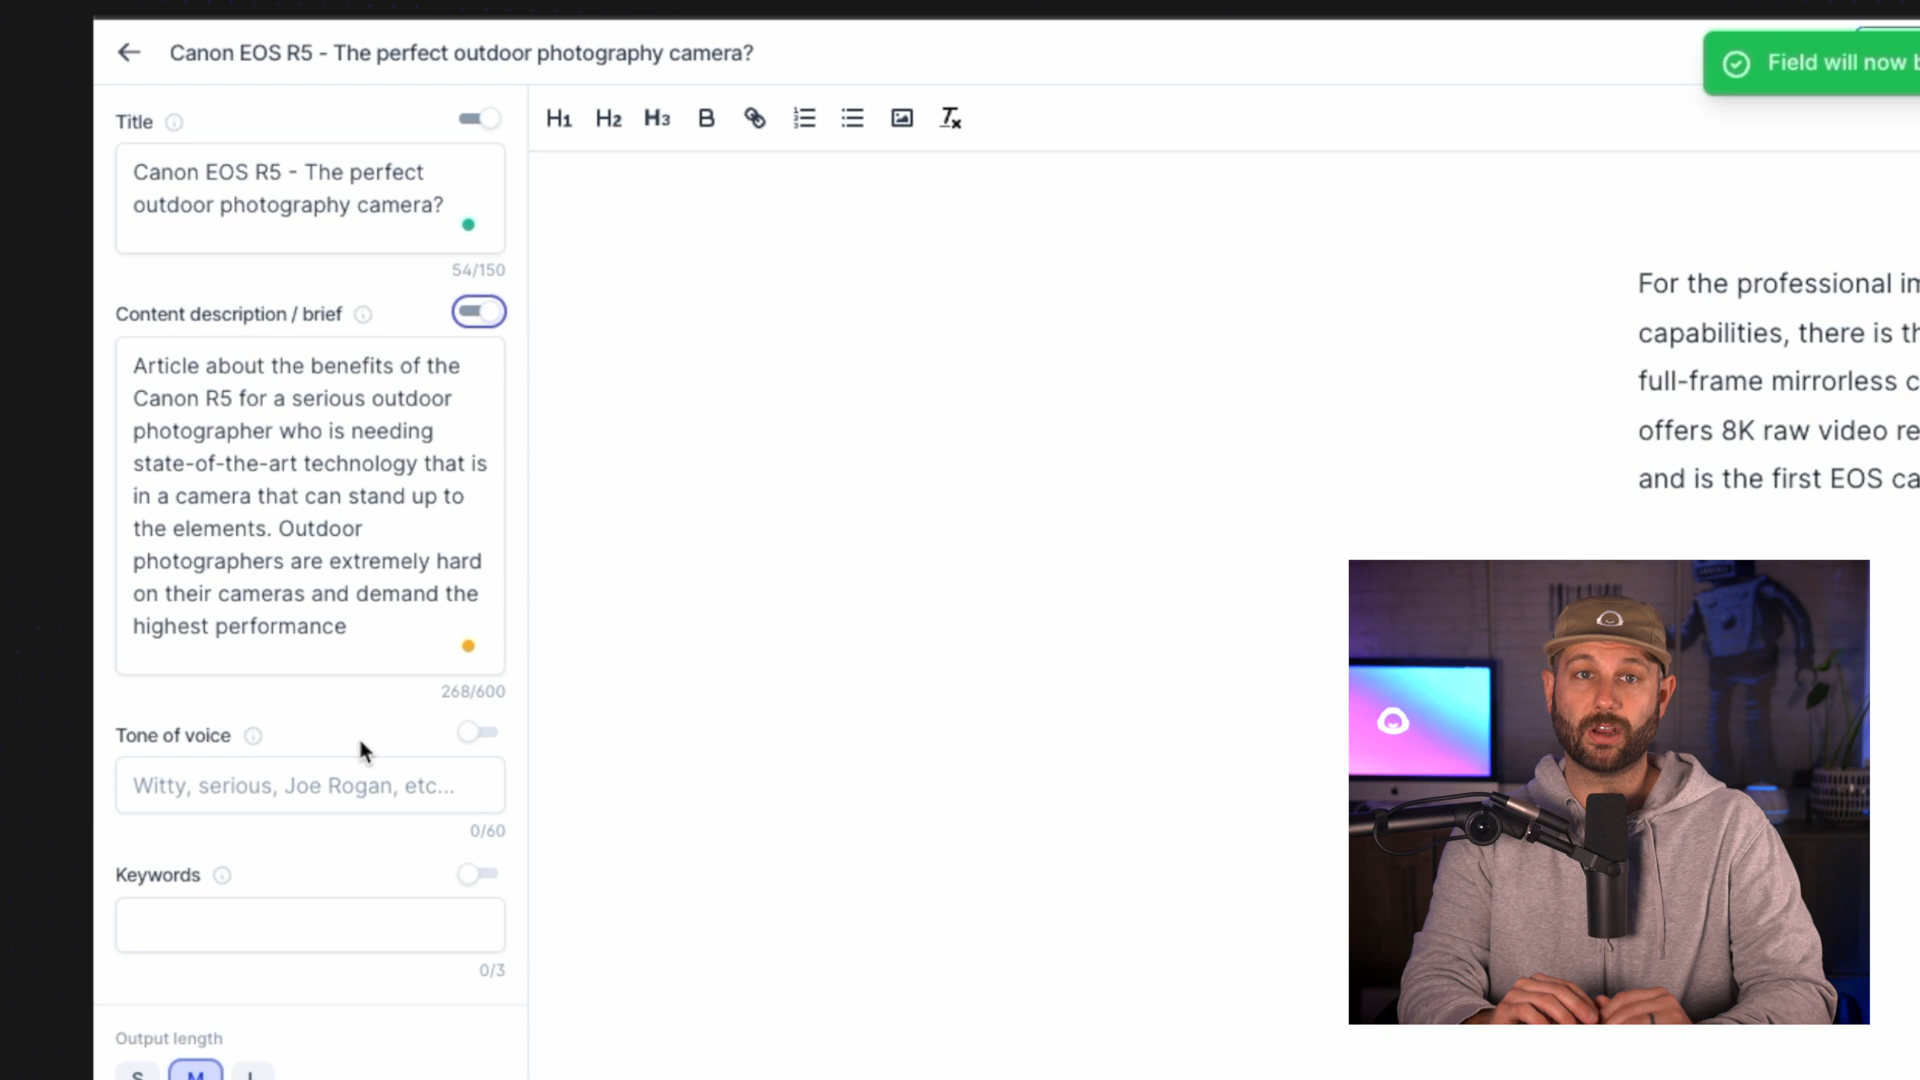 Canon EOS R5 - The perfect outdoor photography camera?
Field will now
Title
Canon EOS R5 - The perfect
outdoor photography camera?
54/150
Content description / brief
Article about the benefits of the
Canon R5 for a serious outdoor
photographer who is needing
state-of-the-art technology that is
in a camera that can stand up to
the elements. Outdoor
photographers are extremely hard
on their cameras and demand the
highest performance
268/600
Tone of voice
Witty, serious, Joe Rogan, etc...
0/60
Keywords
0/3
Output length
S M L
H1 H2 H3 B
For the professional
capabilities, there is
full-frame mirrorless
offers 8K raw video
and is the first EOS